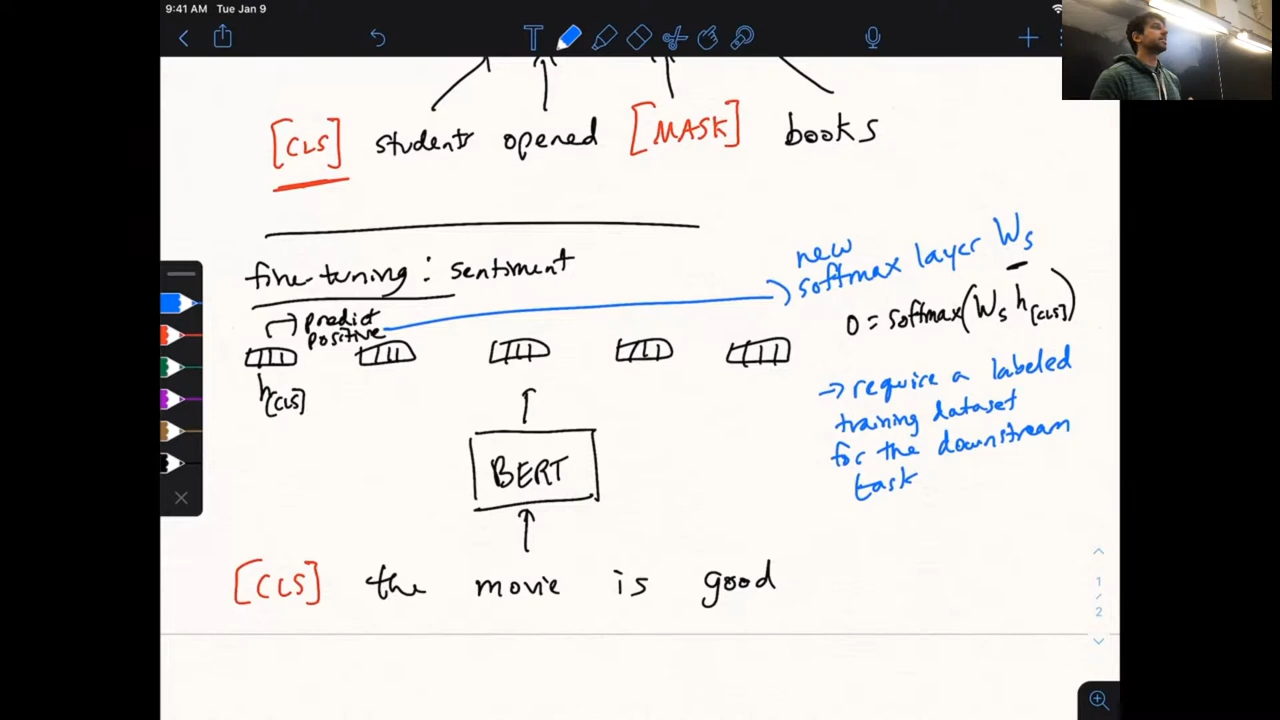 9:41 AM Tue Jan 9
[CLS] students opened [MASK] books
fine-tuning: sentiment
new
softmax layer Ws
predict
positive
o = softmax(Ws h[CLS])
h[CLS]
→ require a labeled
training dataset
for the downstream
task
BERT
[CLS] the movie is good
1
/
2